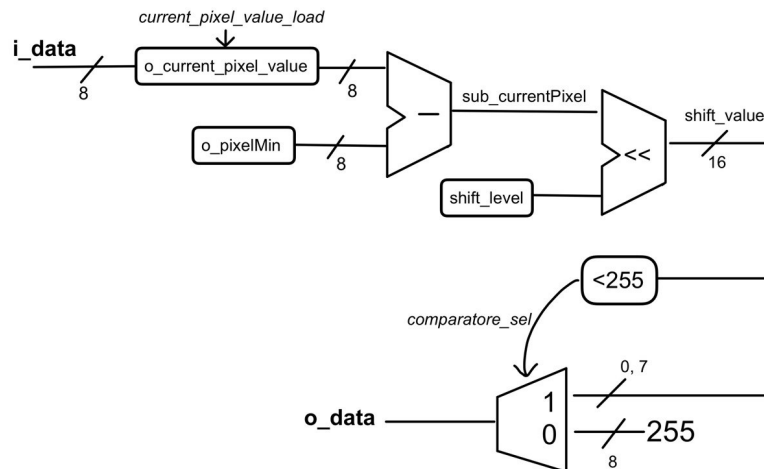 current_pixel_value_load
i_data
8
o_current_pixel_value
8
o_pixelMin
8
−
sub_currentPixel
shift_level
<<
shift_value
16
<255
comparatore_sel
o_data
1
0
0, 7
8
255